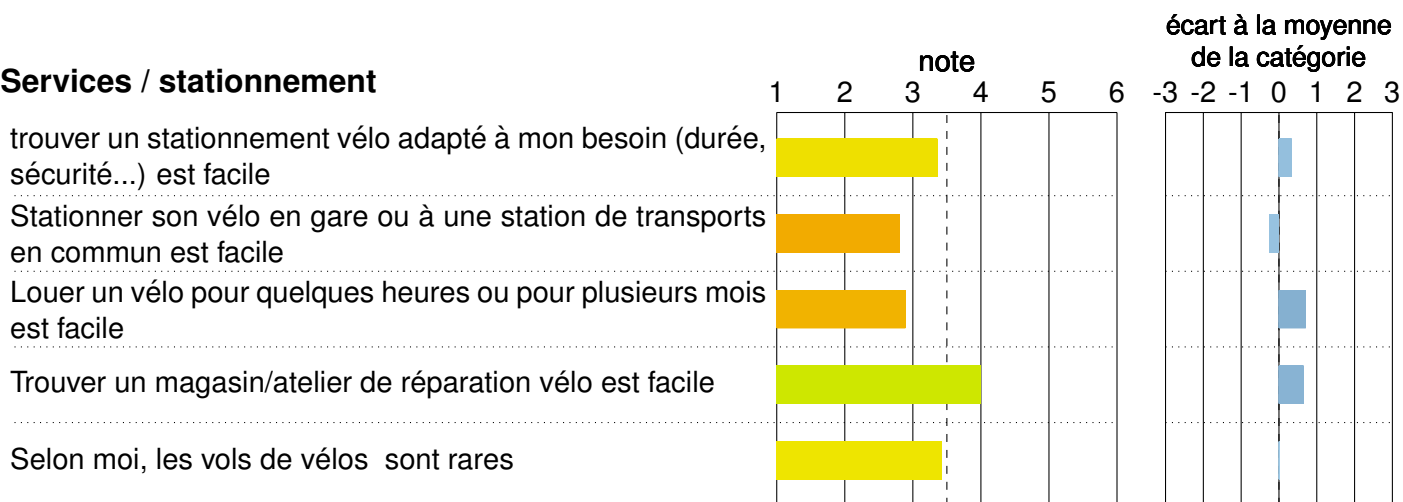 écart à la moyenne
note de la catégorie
Services / stationnement
1 2 3 4 5 6 -3 -2 -1 0 1 2 3
trouver un stationnement vélo adapté à mon besoin (durée,
sécurité...) est facile
Stationner son vélo en gare ou à une station de transports
en commun est facile
Louer un vélo pour quelques heures ou pour plusieurs mois
est facile
Trouver un magasin/atelier de réparation vélo est facile
Selon moi, les vols de vélos sont rares